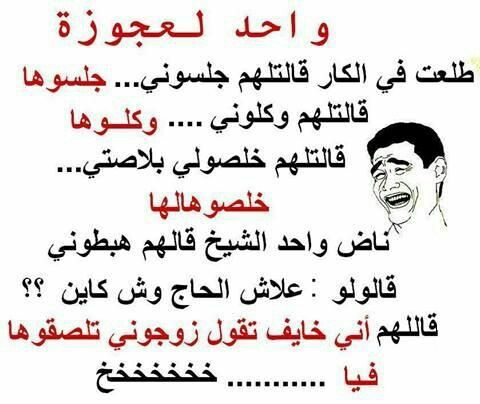 واحد لعجوزة
طلعت في الكار قالتلهم جلسوني... جلسوها
قالتلهم وكلوني .... وكلوها
قالتلهم خلصولي بلاصتي...
خلصوهالها
ناض واحد الشيخ قالهم هبطوني
قالولو : علاش الحاج وش كاين ؟؟
قاللهم أني خايف تقول زوجوني تلصقوها
فيا ........... خخخخخخخ